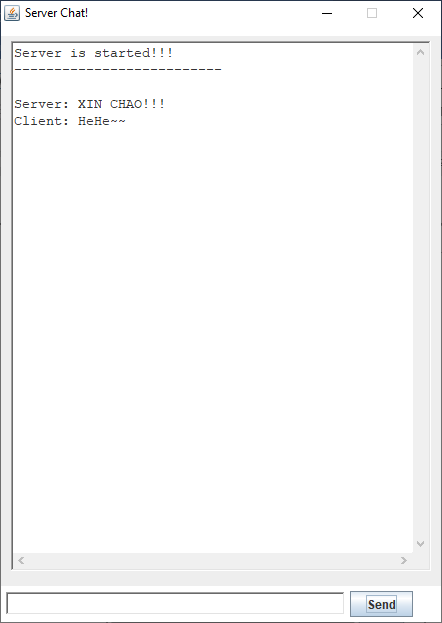 Server Chat!
Server is started!!!
--------------------------
Server: XIN CHAO!!!
Client: HeHe~~
Send